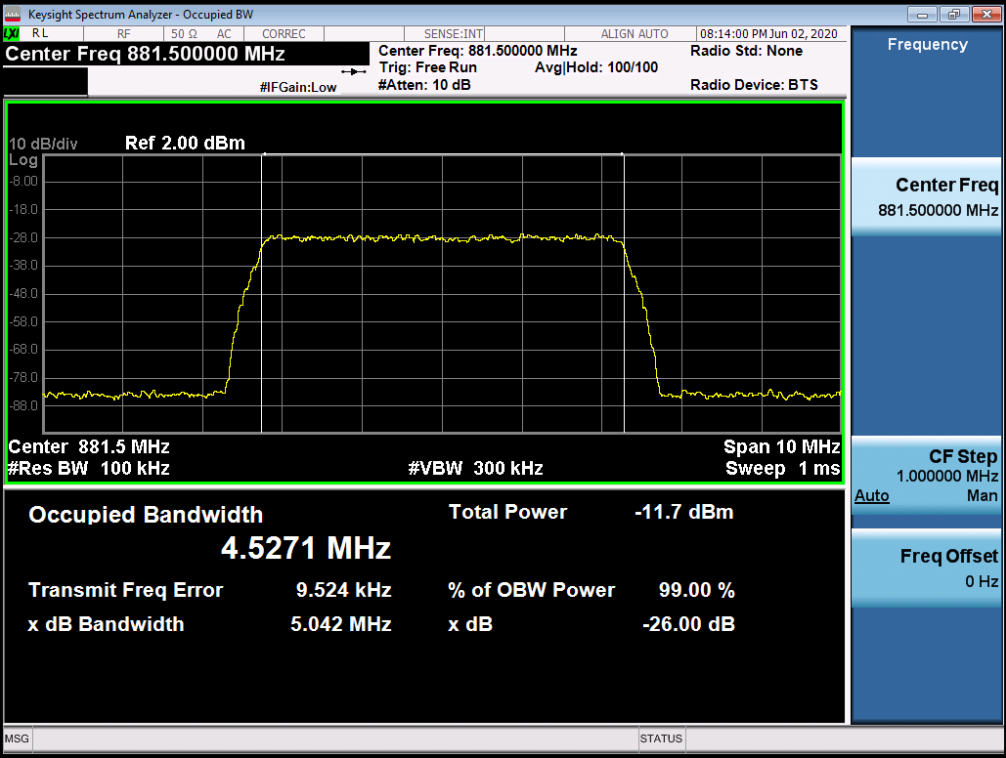 Keysight Spectrum Analyzer - Occupied BW
LXI RL RF 50 Ω AC CORREC SENSE:INT ALIGN AUTO 08:14:00 PM Jun 02, 2020
Center Freq 881.500000 MHz
Center Freq: 881.500000 MHz
Radio Std: None
Trig: Free Run Avg|Hold: 100/100
#IFGain:Low
#Atten: 10 dB
Radio Device: BTS
10 dB/div Ref 2.00 dBm
Log
-8.00
-18.0
-28.0
-38.0
-48.0
-58.0
-68.0
-78.0
-88.0
Center 881.5 MHz Span 10 MHz
#Res BW 100 kHz #VBW 300 kHz Sweep 1 ms
Occupied Bandwidth Total Power -11.7 dBm
4.5271 MHz
Transmit Freq Error 9.524 kHz % of OBW Power 99.00 %
x dB Bandwidth 5.042 MHz x dB -26.00 dB
Frequency
Center Freq
881.500000 MHz
CF Step
1.000000 MHz
Auto Man
Freq Offset
0 Hz
MSG STATUS